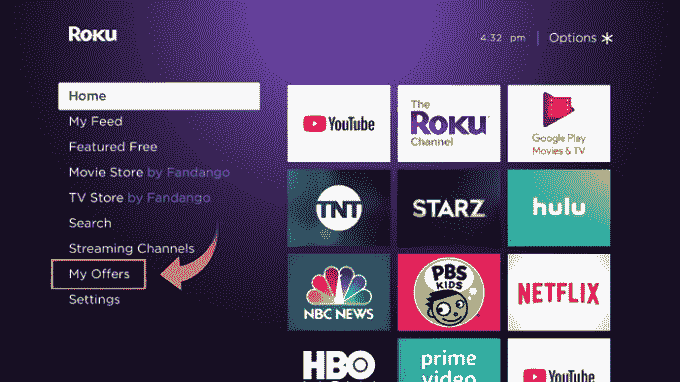 ROKU
4:32 pm | Options
Home
My Feed
Featured Free
Movie Store by Fandango
TV Store by Fandango
Search
Streaming Channels
My Offers
Settings
YouTube
The
ROKU
Channel
Google Play
Movies & TV
TNT
STARZ
hulu
NBC NEWS
PBS
KIDS
NETFLIX
HBO
prime
video
YouTube